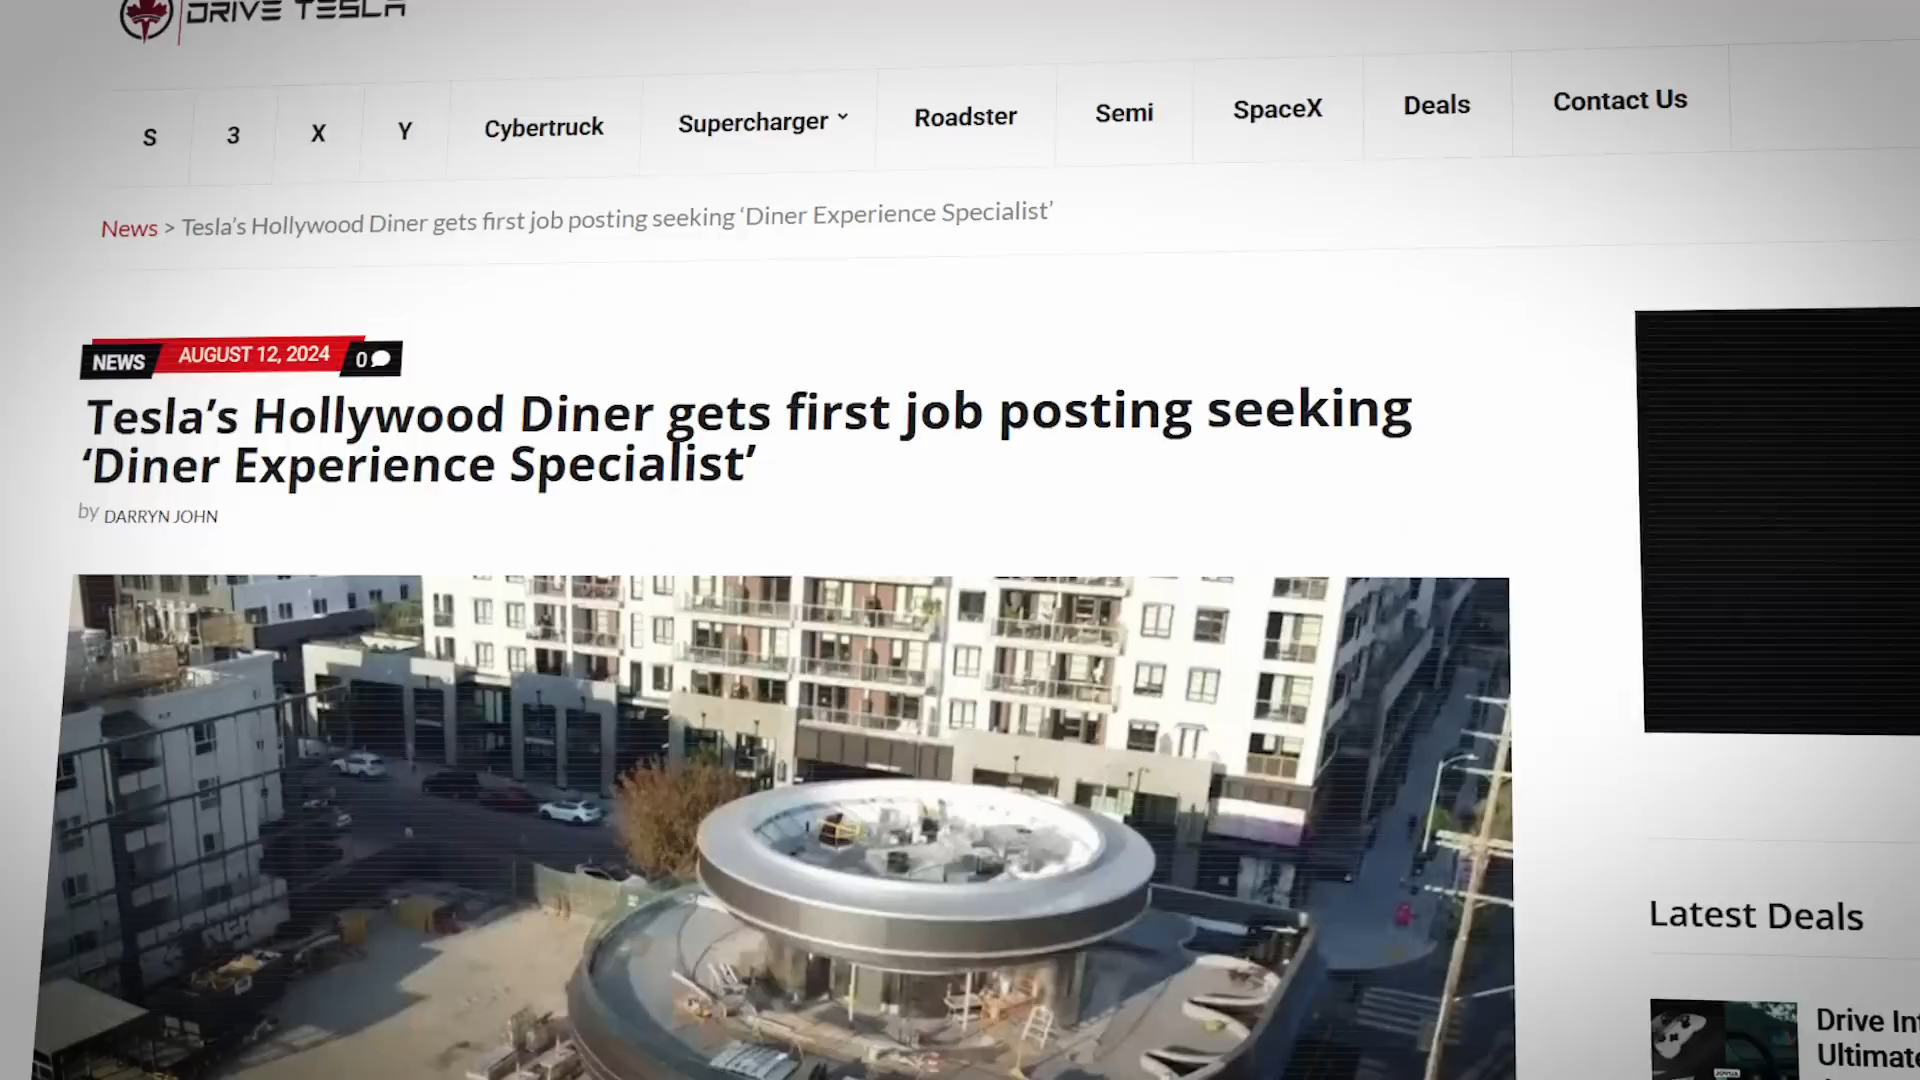 DRIVE TESLA
S 3 X Y Cybertruck Supercharger Roadster Semi SpaceX Deals Contact Us
News > Tesla’s Hollywood Diner gets first job posting seeking ‘Diner Experience Specialist’
NEWS AUGUST 12, 2024 0
Tesla’s Hollywood Diner gets first job posting seeking
‘Diner Experience Specialist’
by DARRYN JOHN
Latest Deals
Drive
Ultimate